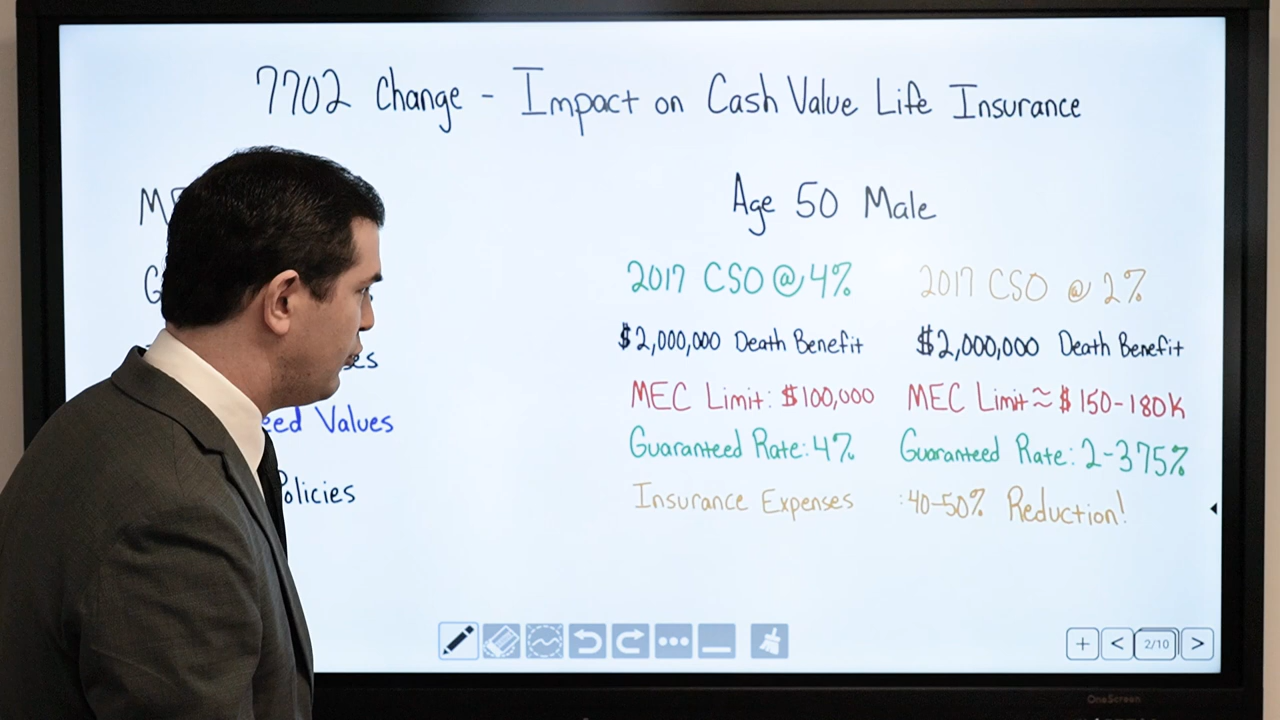 7702 Change - Impact on Cash Value Life Insurance
Age 50 Male
2017 CSO @ 4%
$2,000,000 Death Benefit
MEC Limit: $100,000
Guaranteed Rate: 4%
Insurance Expenses
2017 CSO @ 2%
$2,000,000 Death Benefit
MEC Limit ≈ $150-180K
Guaranteed Rate: 2-375%
:40-50% Reduction!
Values
Policies
2/10
OneScreen